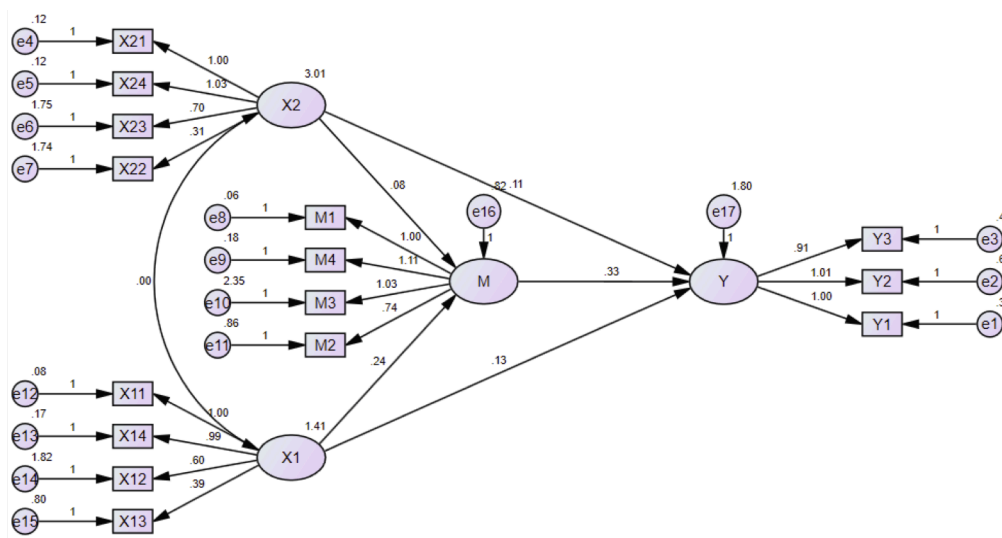 .12
e4 1 X21
1.00
3.01
.12
e5 1 X24
1.03
X2
1.75
e6 1 X23
.70
1.74
e7 1 X22
.31
.08
.82
.11
1.80
.06
e8 1 M1
e16
e17
1
1
.18
e9 1 M4
1.00
1.11
M
.33
Y
.91
Y3 1 e3
.00
2.35
e10 1 M3
1.03
1.01
Y2 1 e2
.86
e11 1 M2
.74
1.00
Y1 1 e1
.24
.13
.08
e12 1 X11
1.00
1.41
.17
e13 1 X14
.99
X1
1.82
e14 1 X12
.60
.80
e15 1 X13
.39